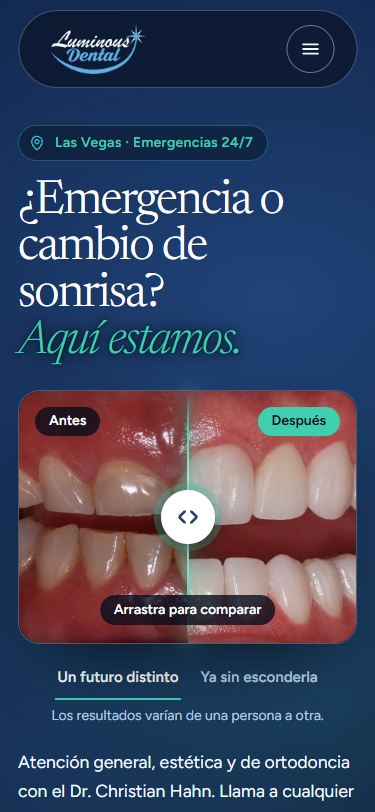 Luminous
Dental
Las Vegas · Emergencias 24/7
¿Emergencia o
cambio de
sonrisa?
Aquí estamos.
Antes
Después
Arrastra para comparar
Un futuro distinto
Ya sin esconderla
Los resultados varían de una persona a otra.
Atención general, estética y de ortodoncia
con el Dr. Christian Hahn. Llama a cualquier